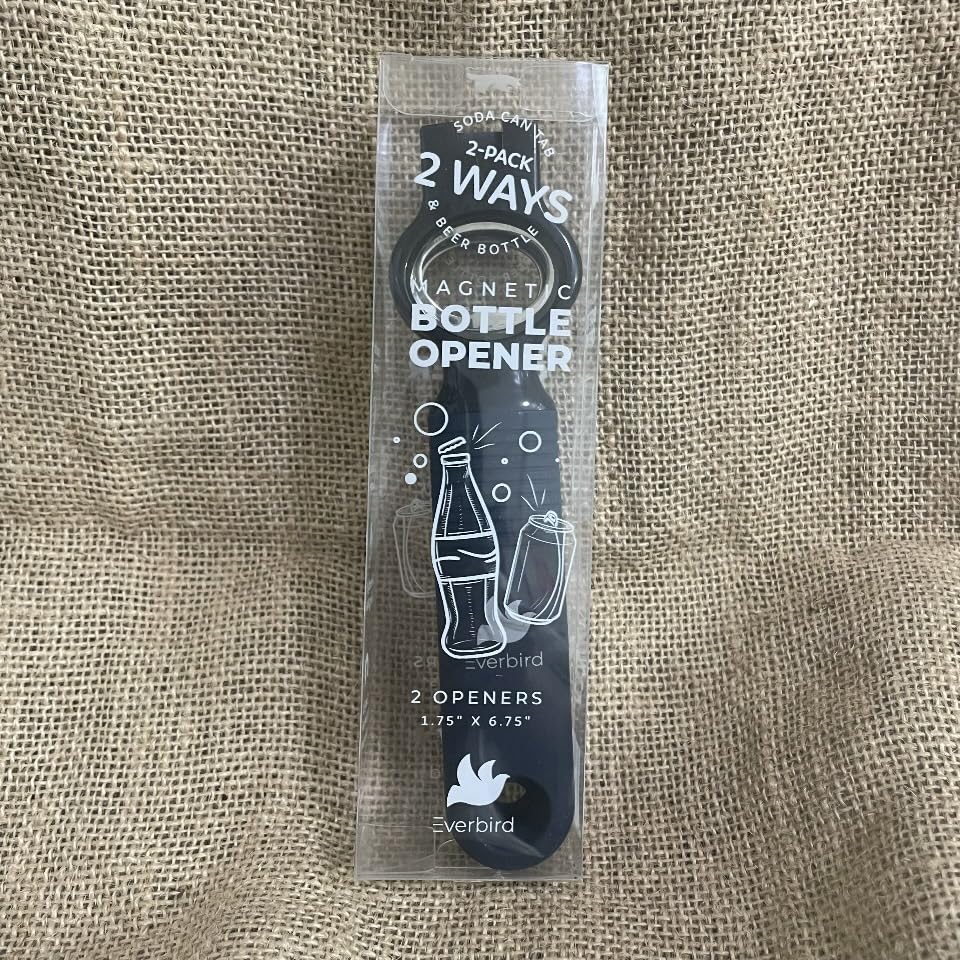 SODA CAN TAB
2-PACK
2 WAYS
& BEER BOTTLE
MAGNETIC
BOTTLE
OPENER
Everbird
2 OPENERS
1.75" X 6.75"
Everbird